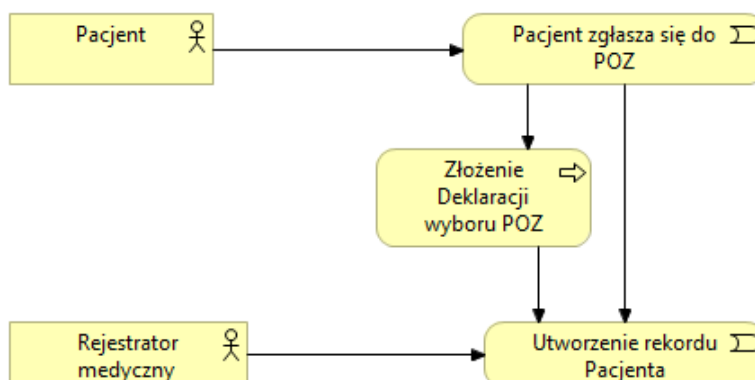 Pacjent
Pacjent zgłasza się do
POZ
Złożenie
Deklaracji
wyboru POZ
Rejestrator
medyczny
Utworzenie rekordu
Pacjenta